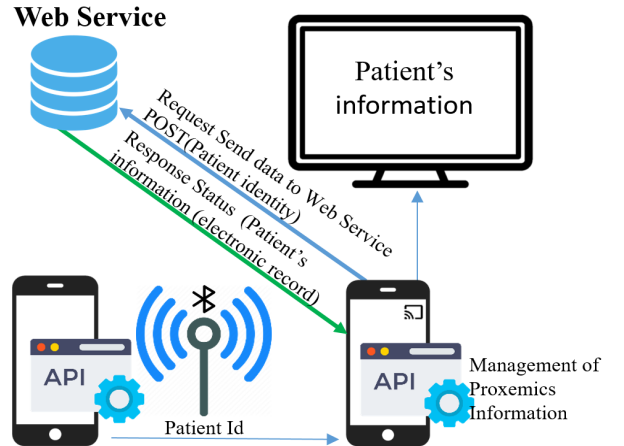 Web Service
Patient's
information
Request Send data to Web Service
POST(Patient identity)
Response Status (Patient's
information (electronic record)
API
API
Management of
Proxemics
Information
Patient Id